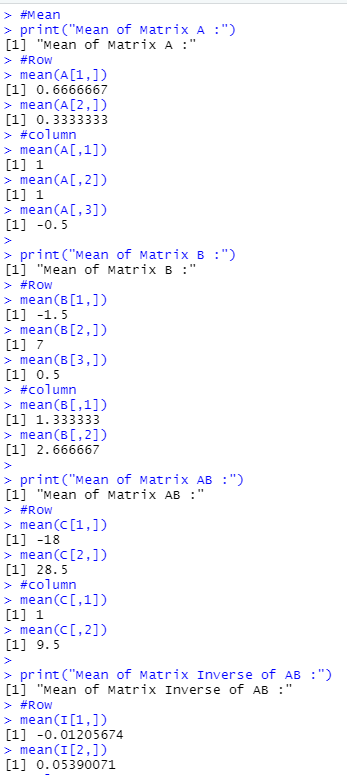 > #Mean
> print("Mean of Matrix A :")
[1] "Mean of Matrix A :"
> #Row
> mean(A[1,])
[1] 0.6666667
> mean(A[2,])
[1] 0.3333333
> #column
> mean(A[,1])
[1] 1
> mean(A[,2])
[1] 1
> mean(A[,3])
[1] -0.5
>
> print("Mean of Matrix B :")
[1] "Mean of Matrix B :"
> #Row
> mean(B[1,])
[1] -1.5
> mean(B[2,])
[1] 7
> mean(B[3,])
[1] 0.5
> #column
> mean(B[,1])
[1] 1.333333
> mean(B[,2])
[1] 2.666667
>
> print("Mean of Matrix AB :")
[1] "Mean of Matrix AB :"
> #Row
> mean(C[1,])
[1] -18
> mean(C[2,])
[1] 28.5
> #column
> mean(C[,1])
[1] 1
> mean(C[,2])
[1] 9.5
>
> print("Mean of Matrix Inverse of AB :")
[1] "Mean of Matrix Inverse of AB :"
> #Row
> mean(I[1,])
[1] -0.01205674
> mean(I[2,])
[1] 0.05390071